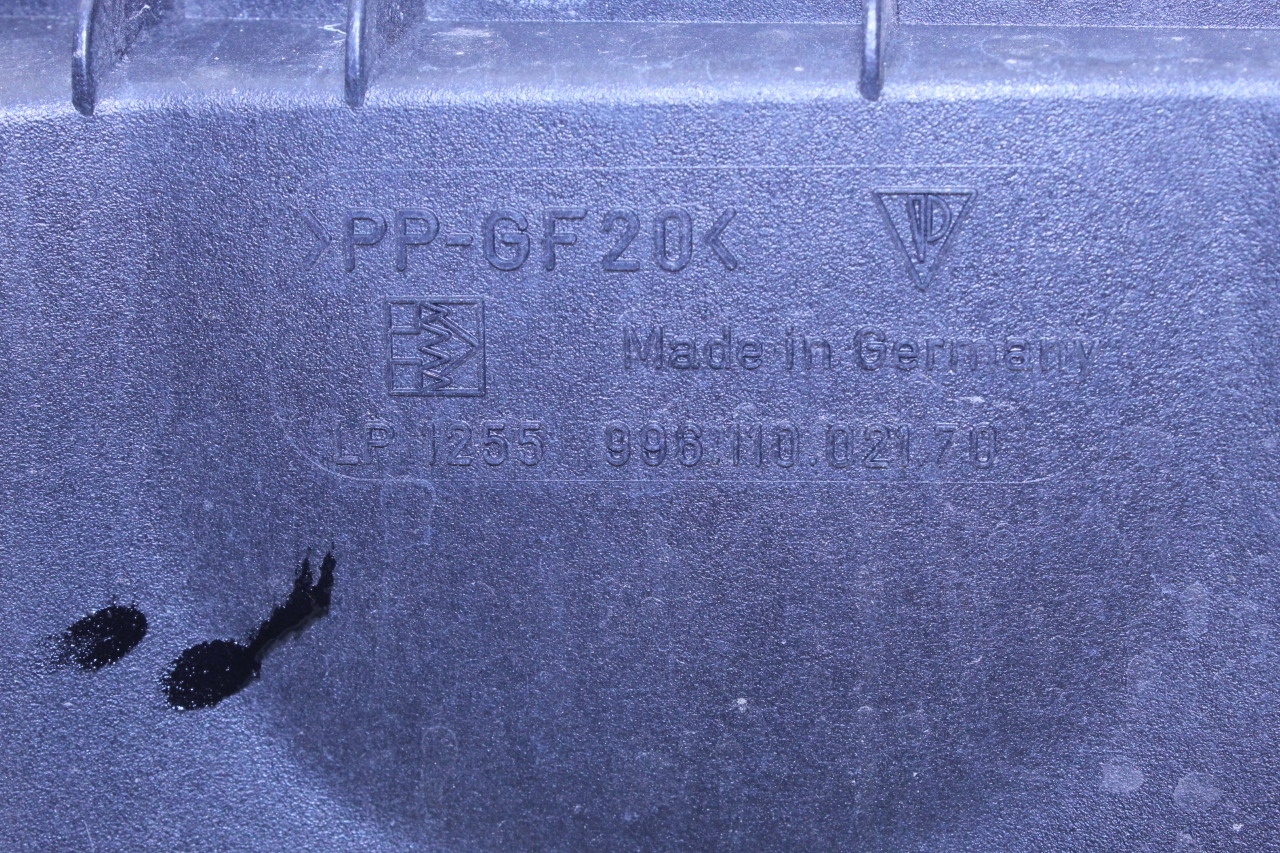 >PP-GF20<
Made in Germany
LP 1255 996.110.021.70